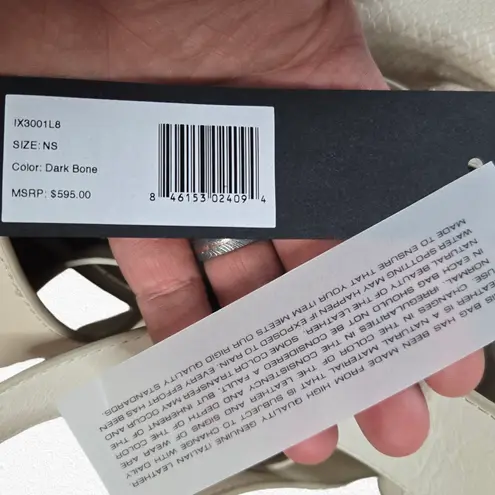 IX3001L8
SIZE: NS
Color: Dark Bone
MSRP: $595.00
8 46153 02409 4
BAG HAS BEEN MADE FROM HIGH QUALITY GENUINE ITALIAN LEATHER.
LEATHER IS A NATURAL MATERIAL THAT IS SUBJECT TO CHANGE WITH DAILY
USE. CHANGES IN THE COLOR OF THE LEATHER AND SIGNS OF WEAR ARE
NORMAL. IRREGULARITIES IN THE CONSISTENCY AND DEPTH OF THE COLOR
IN EACH BAG SHOULD NOT BE CONSIDERED A FAULT, BUT INHERENT OF THE
NATURAL BEAUTY OF THE LEATHER. SOME COLOR TRANSFER MAY OCCUR AND
WATER SPOTTING MAY HAPPEN IF EXPOSED TO RAIN. EVERY EFFORT HAS BEEN
MADE TO ENSURE THAT YOUR ITEM MEETS OUR RIGID QUALITY STANDARDS.